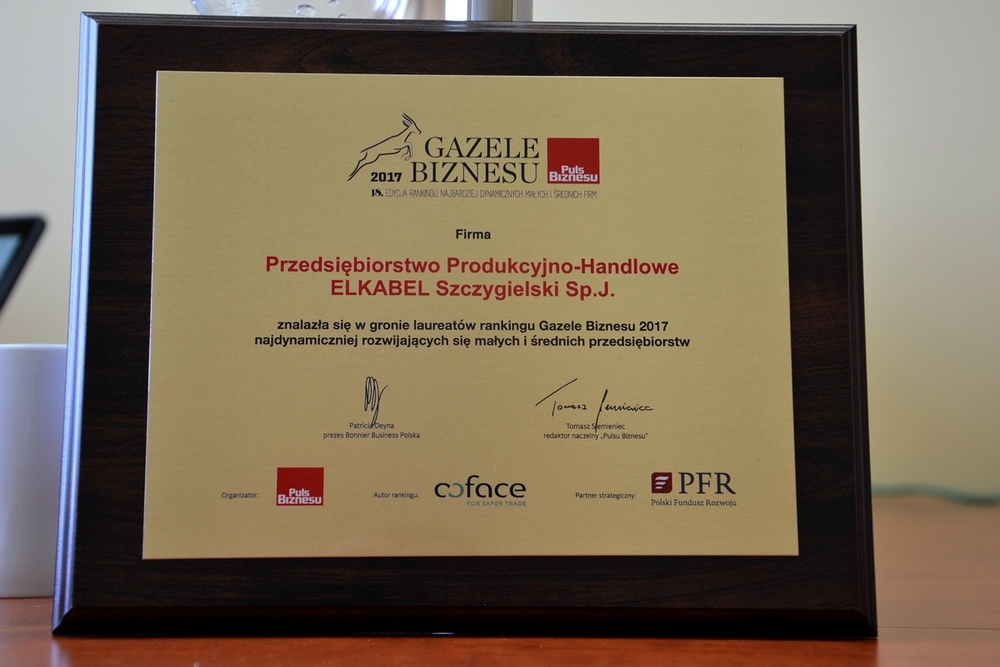 GAZELE
2017 BIZNESU
Puls
Biznesu
18. EDYCJA RANKINGU NAJBARDZIEJ DYNAMICZNYCH MAŁYCH I ŚREDNICH FIRM
Firma
Przedsiębiorstwo Produkcyjno-Handlowe
ELKABEL Szczygielski Sp.J.
znalazła się w gronie laureatów rankingu Gazele Biznesu 2017
najdynamiczniej rozwijających się małych i średnich przedsiębiorstw
Tomasz Siemieniec
Patrycja Deyna
prezes Bonnier Business Polska
Tomasz Siemieniec
redaktor naczelny „Pulsu Biznesu"
Organizator:
Puls
Biznesu
Autor rankingu:
coface
FOR SAFER TRADE
Partner strategiczny:
PFR
Polski Fundusz Rozwoju